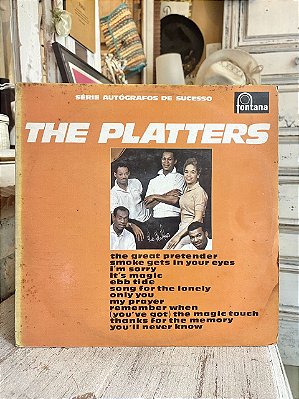 SÉRIE AUTÓGRAFOS DE SUCESSO
fontana
THE PLATTERS
the great pretender
smoke gets in your eyes
i'm sorry
it's magic
ebb tide
song for the lonely
only you
my prayer
remember when
(you've got) the magic touch
thanks for the memory
you'll never know